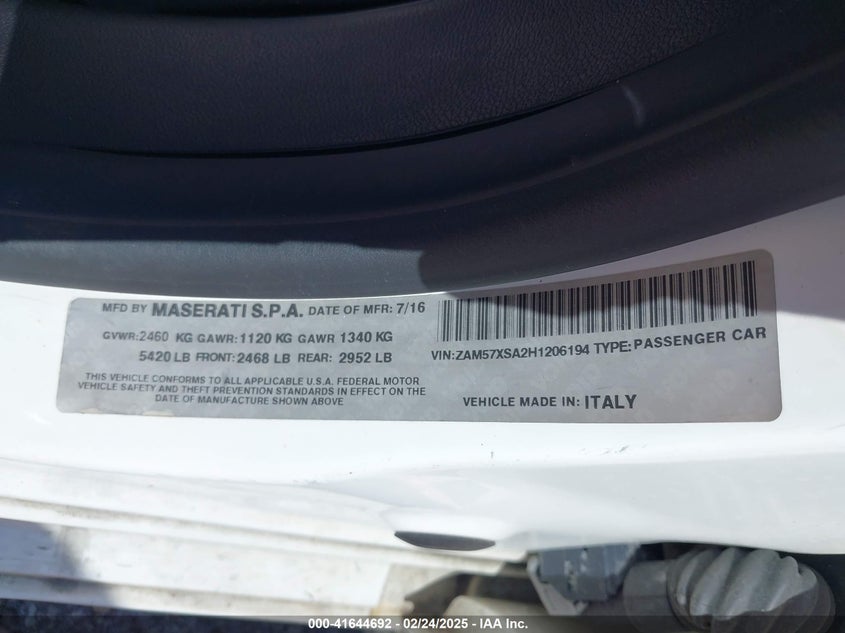 MFD BY MASERATI S.P.A. DATE OF MFR: 7/16
GVWR:2460 KG GAWR:1120 KG GAWR 1340 KG
5420 LB FRONT:2468 LB REAR: 2952 LB
THIS VEHICLE CONFORMS TO ALL APPLICABLE U.S.A. FEDERAL MOTOR
VEHICLE SAFETY AND THEFT PREVENTION STANDARDS IN EFFECT ON THE
DATE OF MANUFACTURE SHOWN ABOVE
VIN:ZAM57XSA2H1206194 TYPE:PASSENGER CAR
VEHICLE MADE IN: ITALY
000-41644692 - 02/24/2025 - IAA Inc.